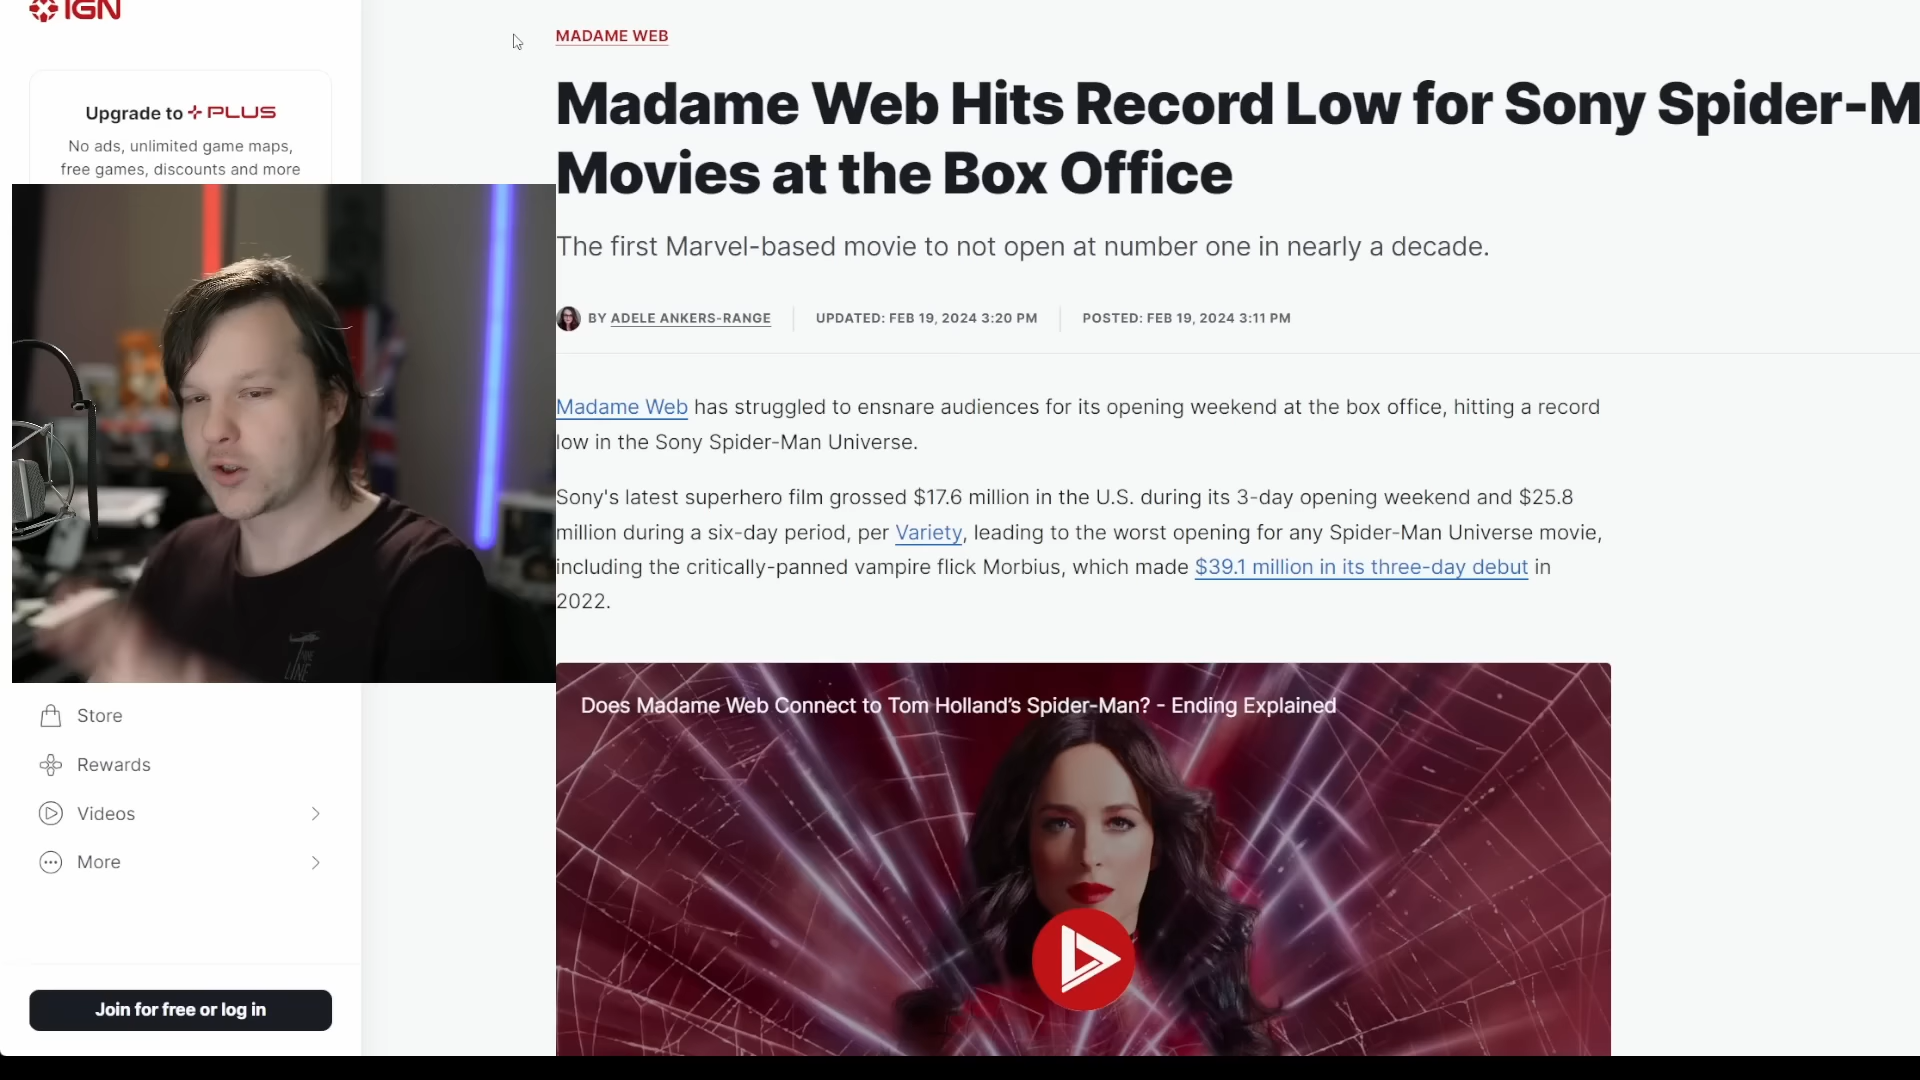 IGN
Upgrade to PLUS
No ads, unlimited game maps,
free games, discounts and more
Store
Rewards
Videos
More
Join for free or log in
MADAME WEB
Madame Web Hits Record Low for Sony Spider-M
Movies at the Box Office
The first Marvel-based movie to not open at number one in nearly a decade.
BY ADELE ANKERS-RANGE
UPDATED: FEB 19, 2024 3:20 PM
POSTED: FEB 19, 2024 3:11 PM
Madame Web has struggled to ensnare audiences for its opening weekend at the box office, hitting a record
low in the Sony Spider-Man Universe.
Sony's latest superhero film grossed $17.6 million in the U.S. during its 3-day opening weekend and $25.8
million during a six-day period, per Variety, leading to the worst opening for any Spider-Man Universe movie,
including the critically-panned vampire flick Morbius, which made $39.1 million in its three-day debut in
2022.
Does Madame Web Connect to Tom Holland's Spider-Man? - Ending Explained